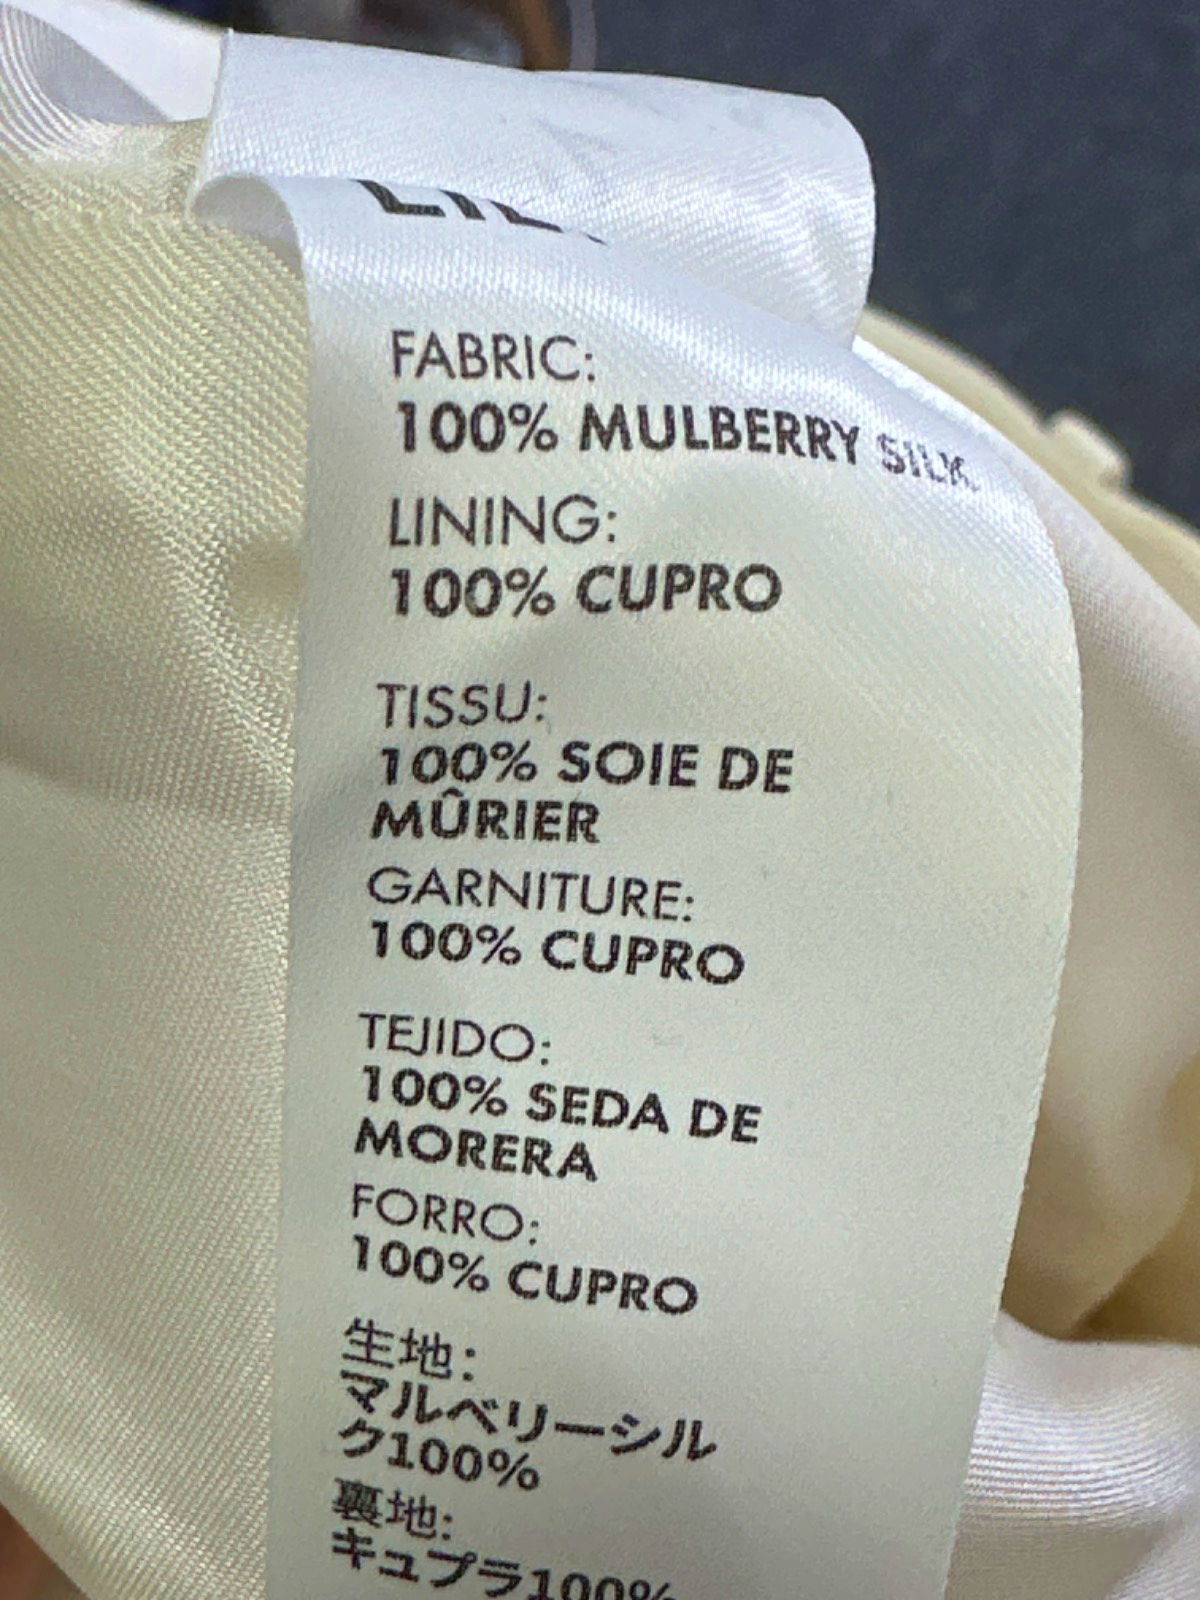 FABRIC:
100% MULBERRY SILK
LINING:
100% CUPRO
TISSU:
100% SOIE DE
MÛRIER
GARNITURE:
100% CUPRO
TEJIDO:
100% SEDA DE
MORERA
FORRO:
100% CUPRO
生地:
マルベリーシル
ク100%
裏地:
キュプラ100%